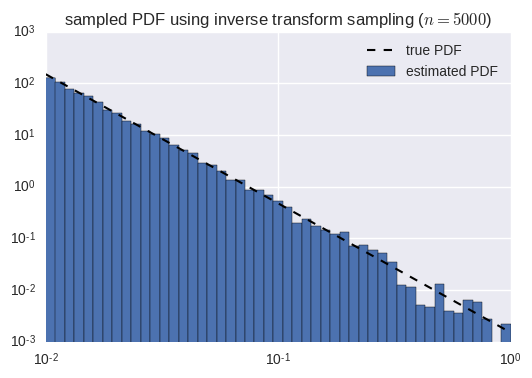 sampled PDF using inverse transform sampling (n = 5000)
10^3
true PDF
estimated PDF
10^2
10^1
10^0
10^-1
10^-2
10^-3
10^-2 10^-1 10^0